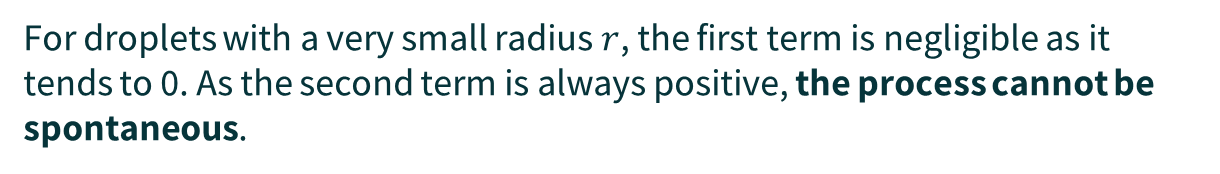 For droplets with a very small radius r, the first term is negligible as it
tends to 0. As the second term is always positive, the process cannot be
spontaneous.